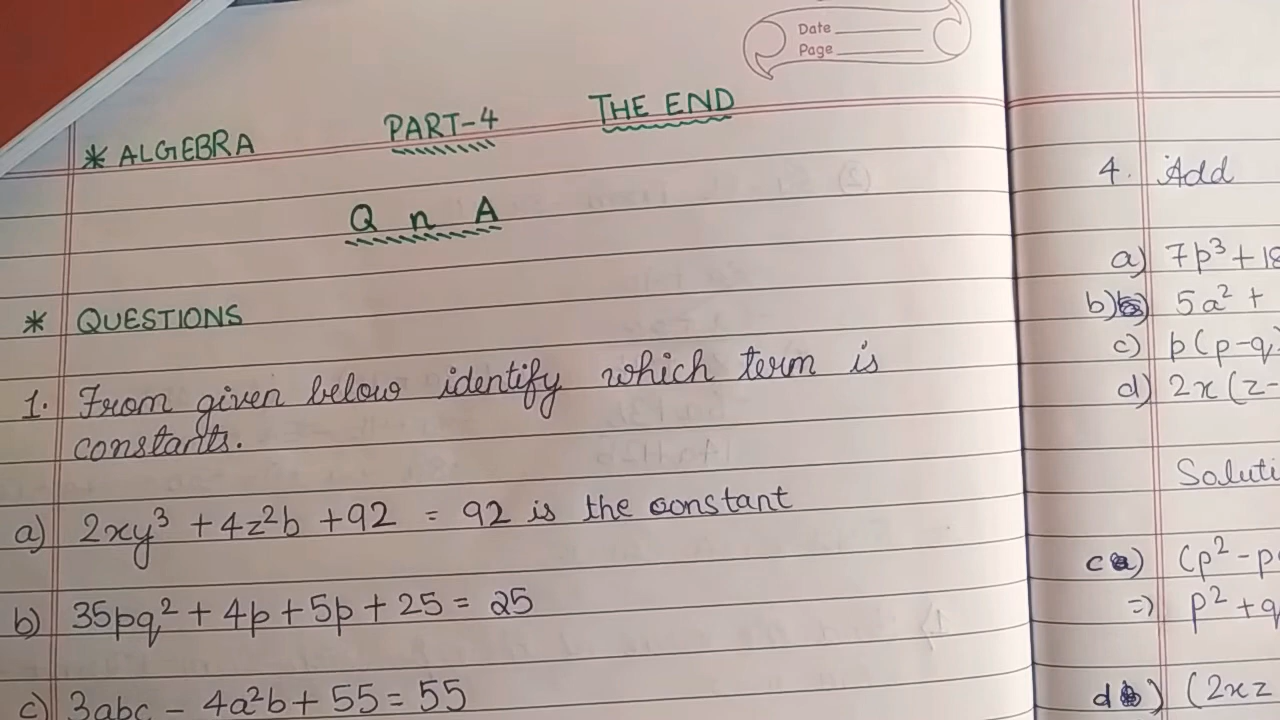 Date
Page
* ALGEBRA PART-4 THE END
Q n A
* QUESTIONS
1. From given below identify which term is
constants.
a) 2xy³ + 4z²b + 92 = 92 is the constant
b) 35pq² + 4p + 5p + 25 = 25
c) 3abc - 4a²b + 55 = 55
4. Add
a) 7p³ + 18
b) 5a² +
c) p(p-q)
d) 2x(z-
Soluti
c) (p² - p
=) p² + q
d) (2xz